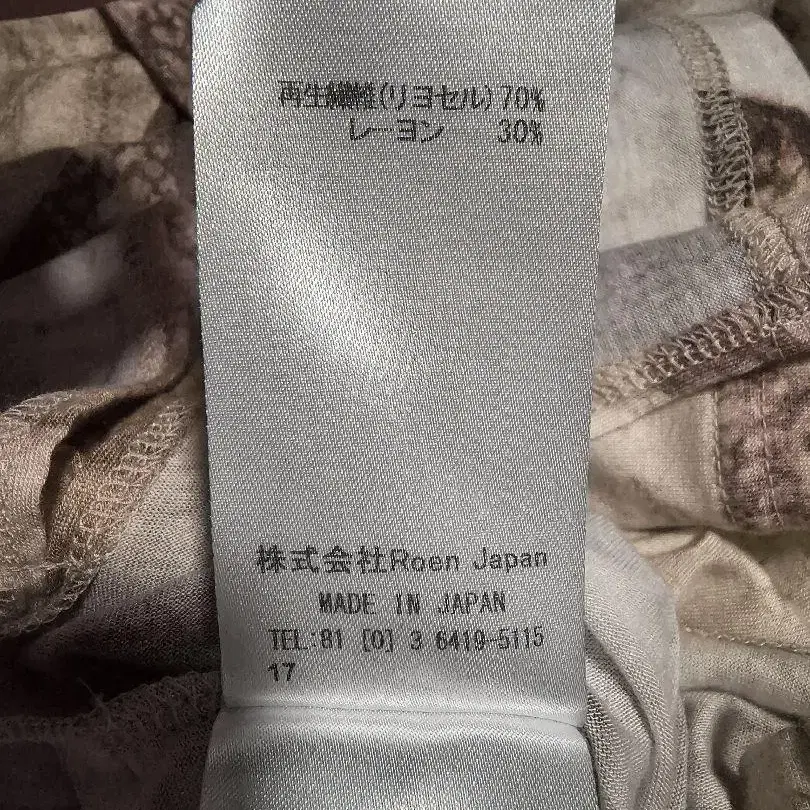 再生繊維(リヨセル)70%
レーヨン 30%
株式会社Roen Japan
MADE IN JAPAN
TEL:81 [0] 3 6419-5115
17